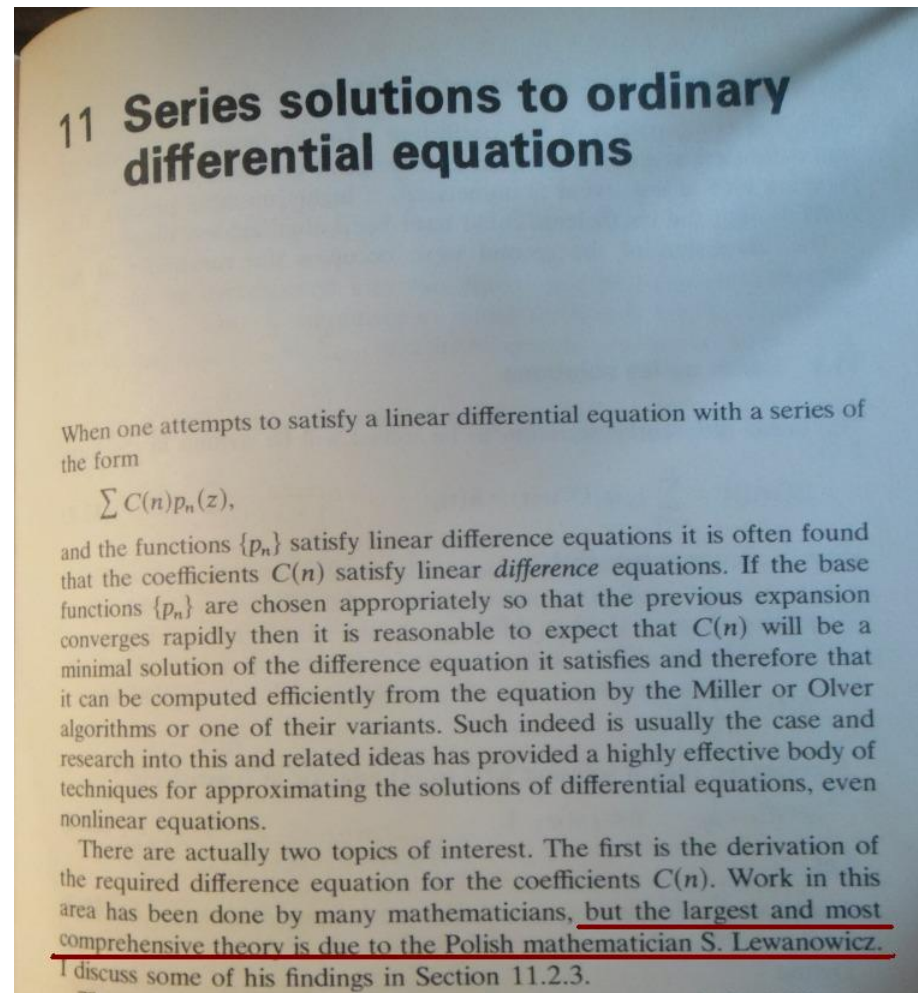 11 Series solutions to ordinary
differential equations
When one attempts to satisfy a linear differential equation with a series of
the form
∑ C(n)pₙ(z),
and the functions {pₙ} satisfy linear difference equations it is often found
that the coefficients C(n) satisfy linear difference equations. If the base
functions {pₙ} are chosen appropriately so that the previous expansion
converges rapidly then it is reasonable to expect that C(n) will be a
minimal solution of the difference equation it satisfies and therefore that
it can be computed efficiently from the equation by the Miller or Olver
algorithms or one of their variants. Such indeed is usually the case and
research into this and related ideas has provided a highly effective body of
techniques for approximating the solutions of differential equations, even
nonlinear equations.
There are actually two topics of interest. The first is the derivation of
the required difference equation for the coefficients C(n). Work in this
area has been done by many mathematicians, but the largest and most
comprehensive theory is due to the Polish mathematician S. Lewanowicz.
I discuss some of his findings in Section 11.2.3.